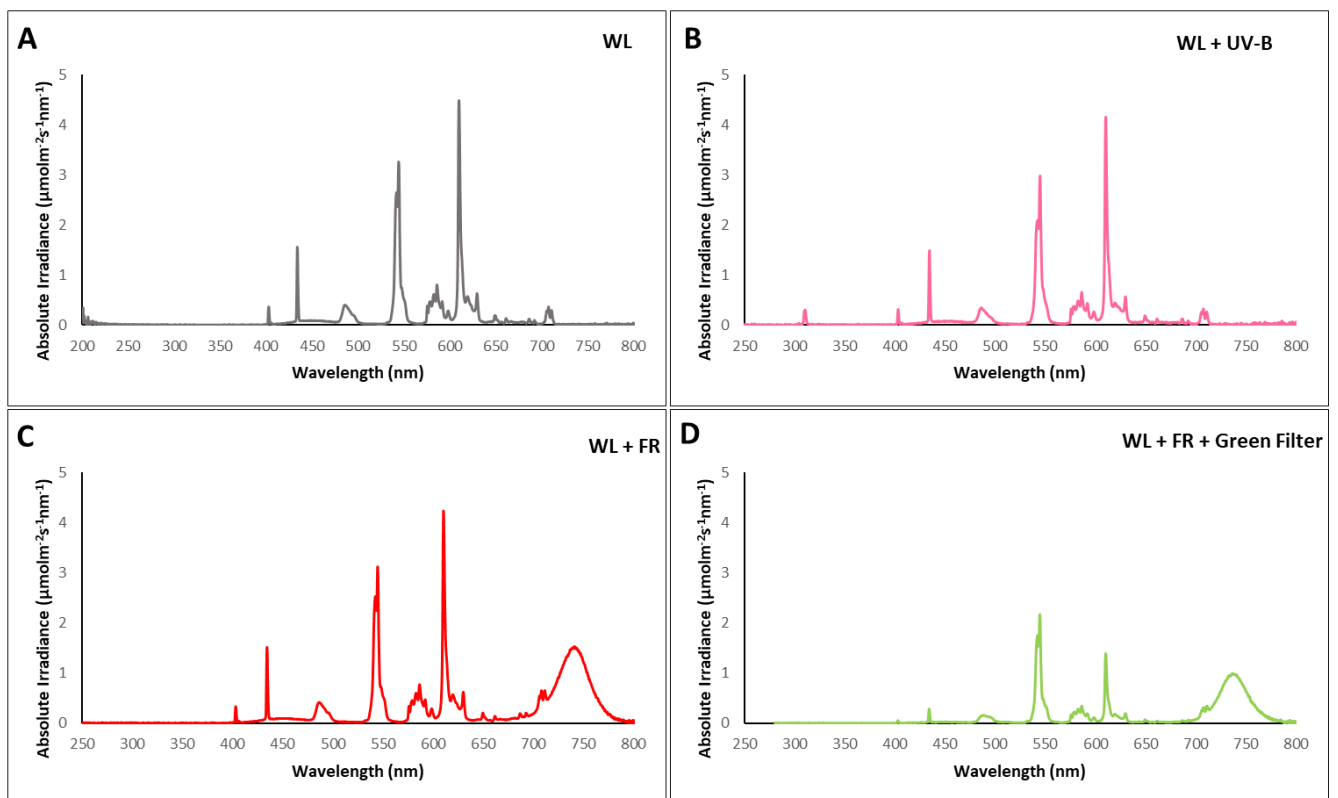 A
WL
Absolute Irradiance (µmolm⁻²s⁻¹nm⁻¹)
5
4
3
2
1
0
200 250 300 350 400 450 500 550 600 650 700 750 800
Wavelength (nm)
B
WL + UV-B
Absolute Irradiance (µmolm⁻²s⁻¹nm⁻¹)
5
4
3
2
1
0
250 300 350 400 450 500 550 600 650 700 750 800
Wavelength (nm)
C
WL + FR
Absolute Irradiance (µmolm⁻²s⁻¹nm⁻¹)
5
4
3
2
1
0
250 300 350 400 450 500 550 600 650 700 750 800
Wavelength (nm)
D
WL + FR + Green Filter
Absolute Irradiance (µmolm⁻²s⁻¹nm⁻¹)
5
4
3
2
1
0
250 300 350 400 450 500 550 600 650 700 750 800
Wavelength (nm)